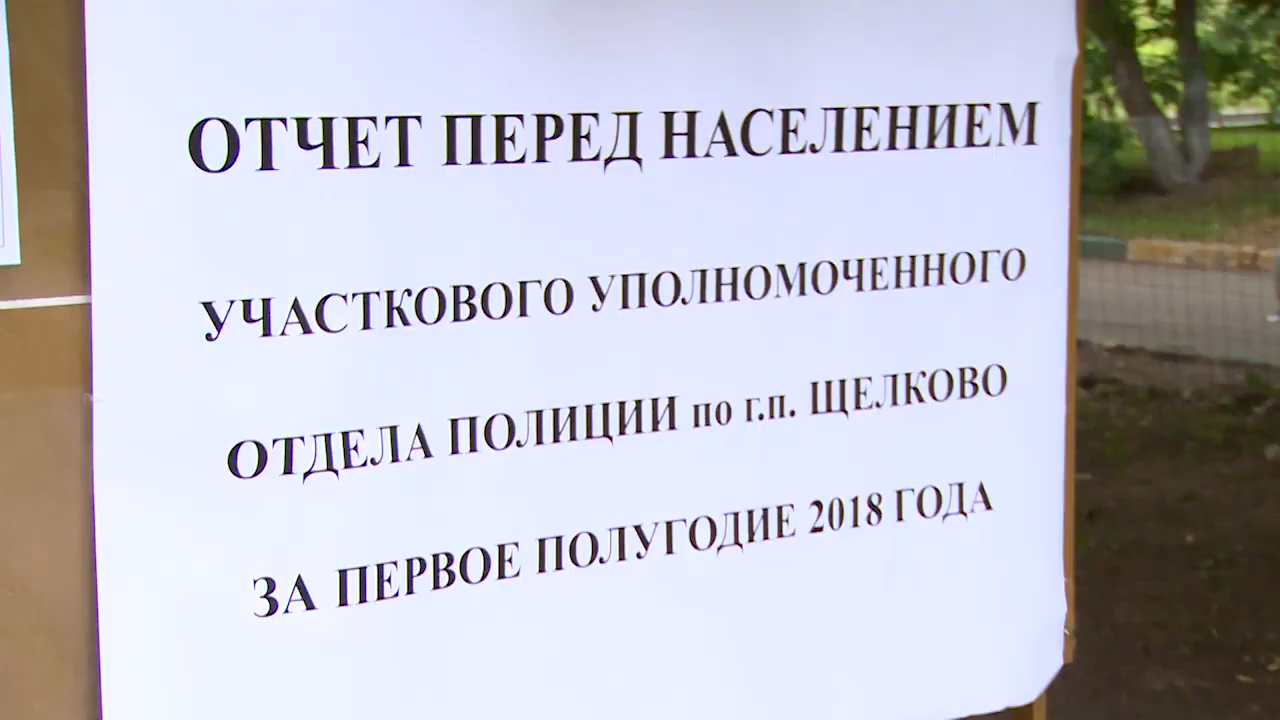 ОТЧЕТ ПЕРЕД НАСЕЛЕНИЕМ
УЧАСТКОВОГО УПОЛНОМОЧЕННОГО
ОТДЕЛА ПОЛИЦИИ по г.п. ЩЕЛКОВО
ЗА ПЕРВОЕ ПОЛУГОДИЕ 2018 ГОДА